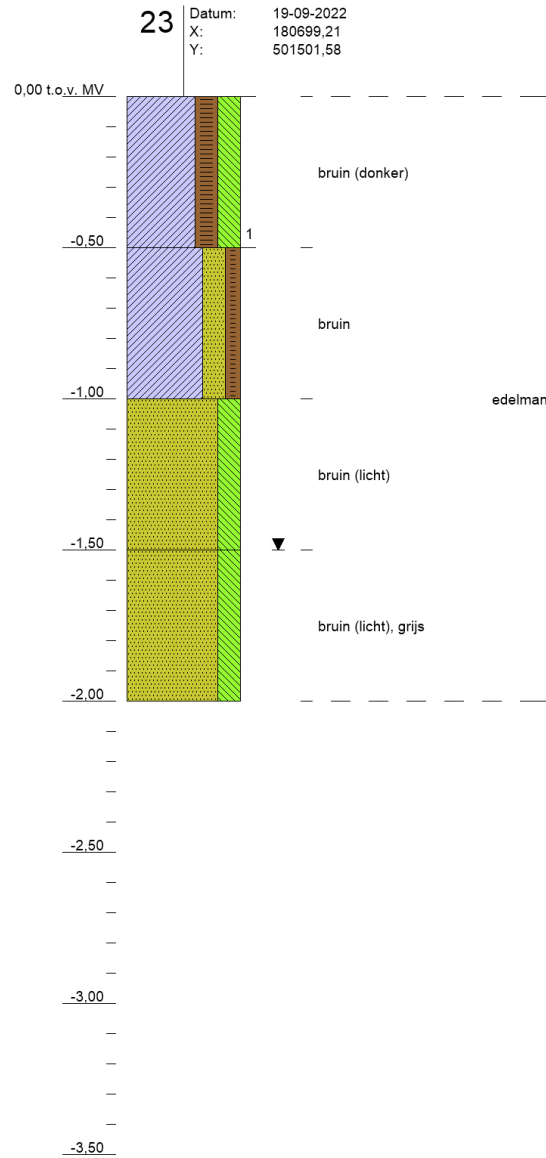 23
Datum: 19-09-2022
X: 180699,21
Y: 501501,58
0,00 t.o.v. MV
bruin (donker)
1
-0,50
bruin
-1,00
edelman
bruin (licht)
-1,50
bruin (licht), grijs
-2,00
-2,50
-3,00
-3,50